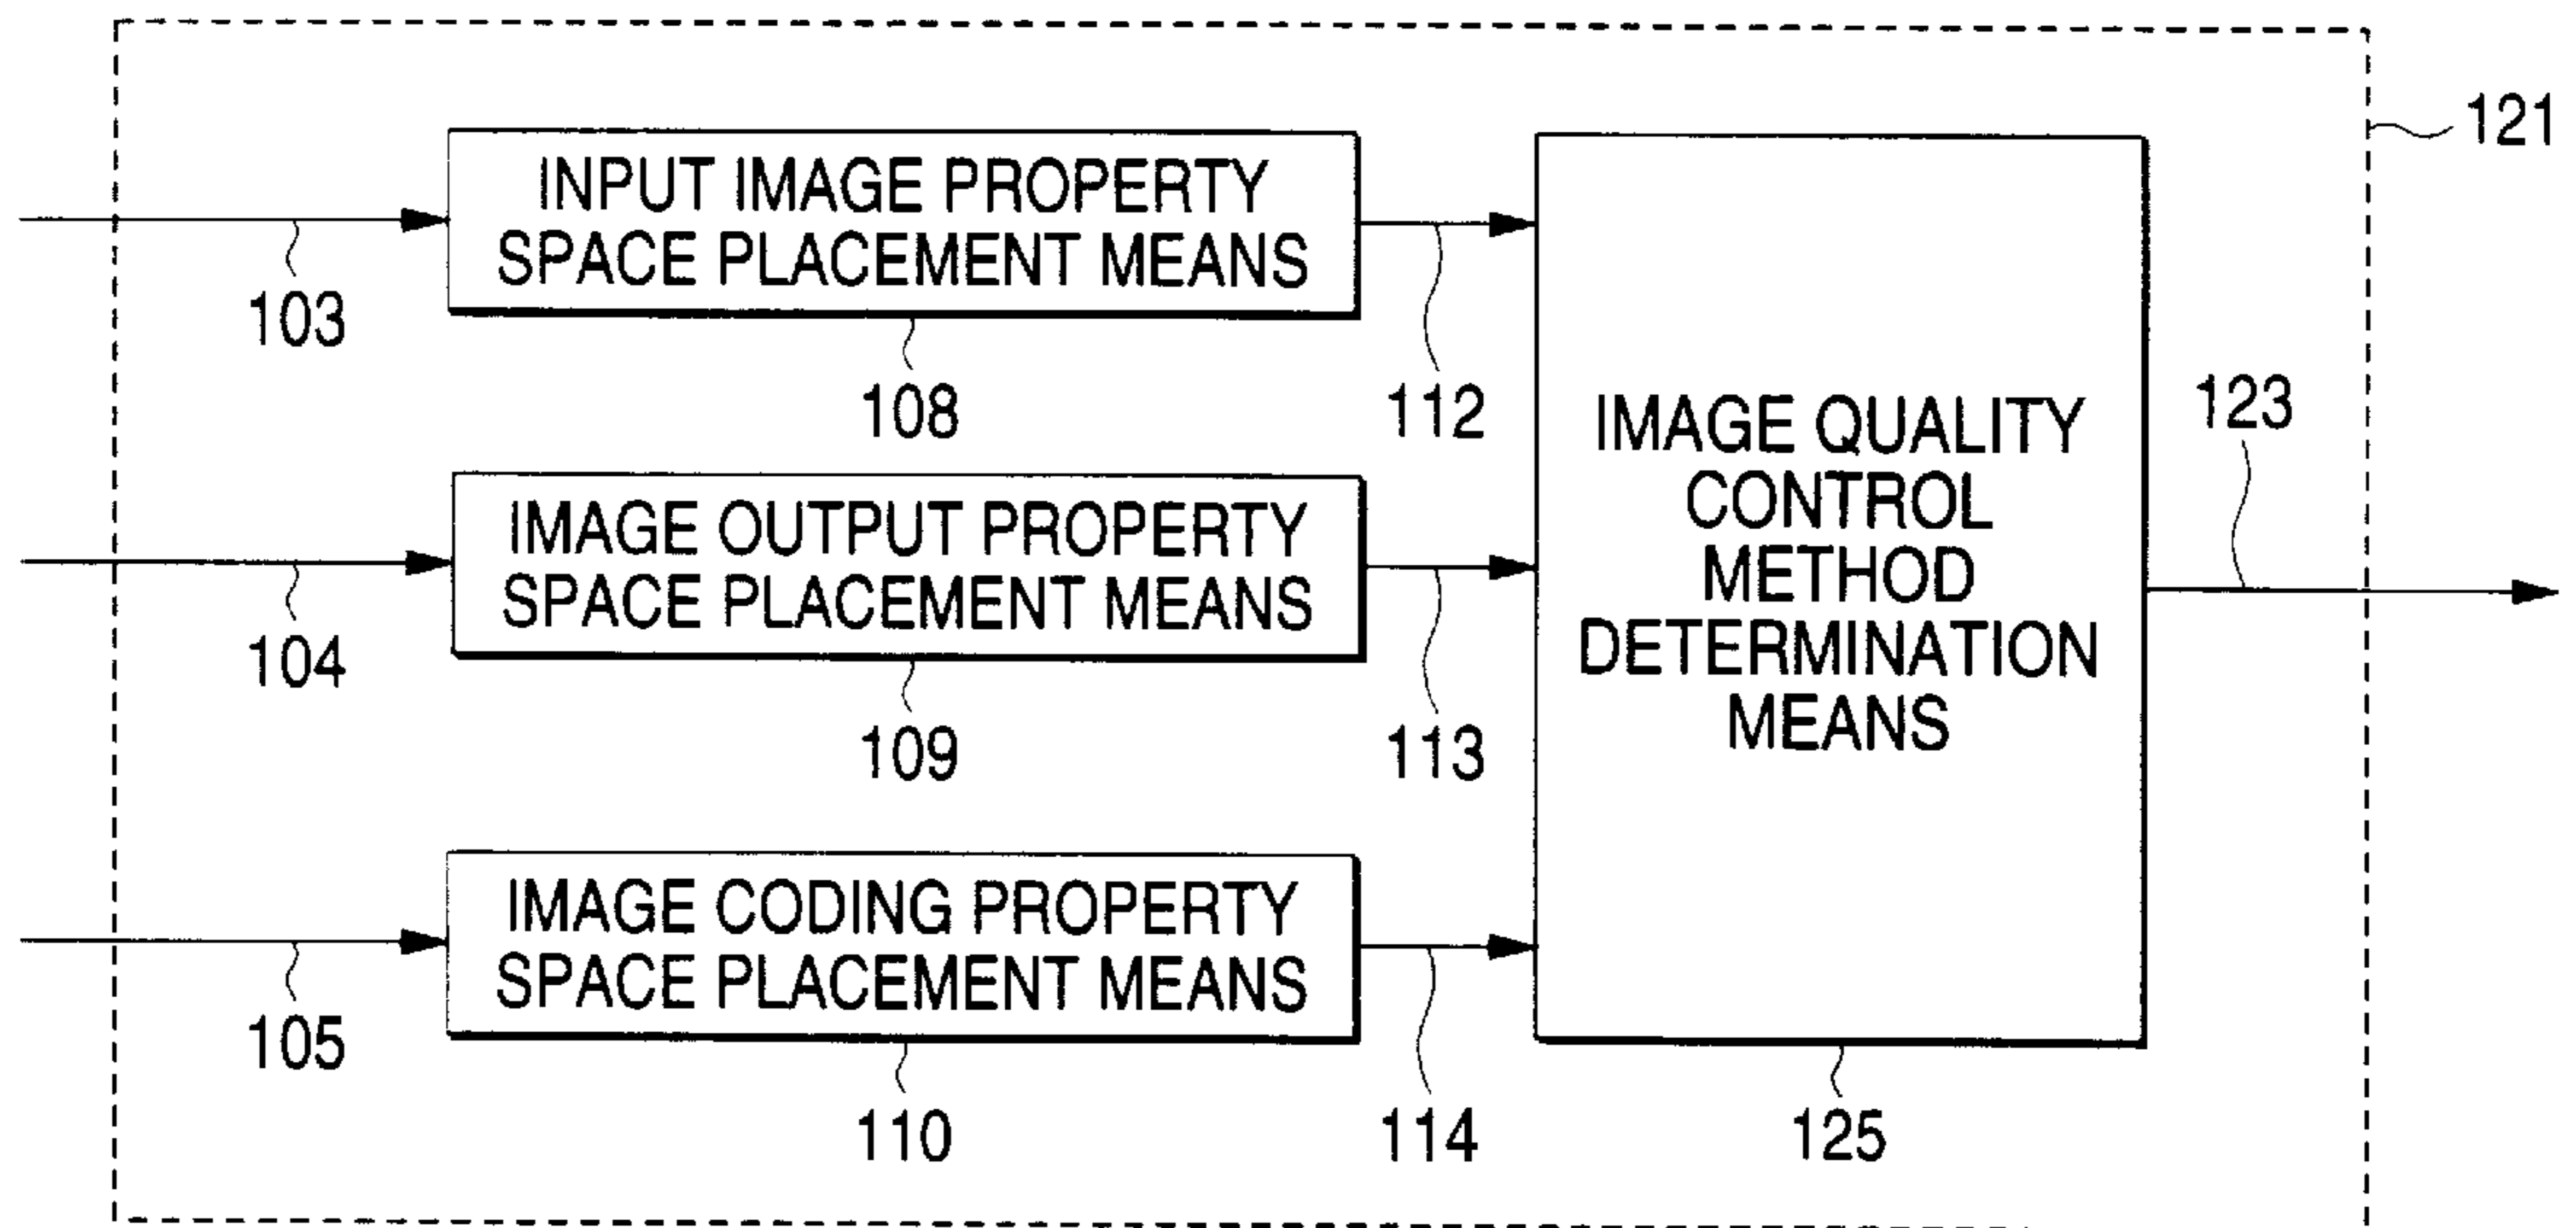 121
INPUT IMAGE PROPERTY
SPACE PLACEMENT MEANS
103
108
112
IMAGE OUTPUT PROPERTY
SPACE PLACEMENT MEANS
104
109
113
IMAGE CODING PROPERTY
SPACE PLACEMENT MEANS
105
110
114
IMAGE QUALITY
CONTROL
METHOD
DETERMINATION
MEANS
125
123